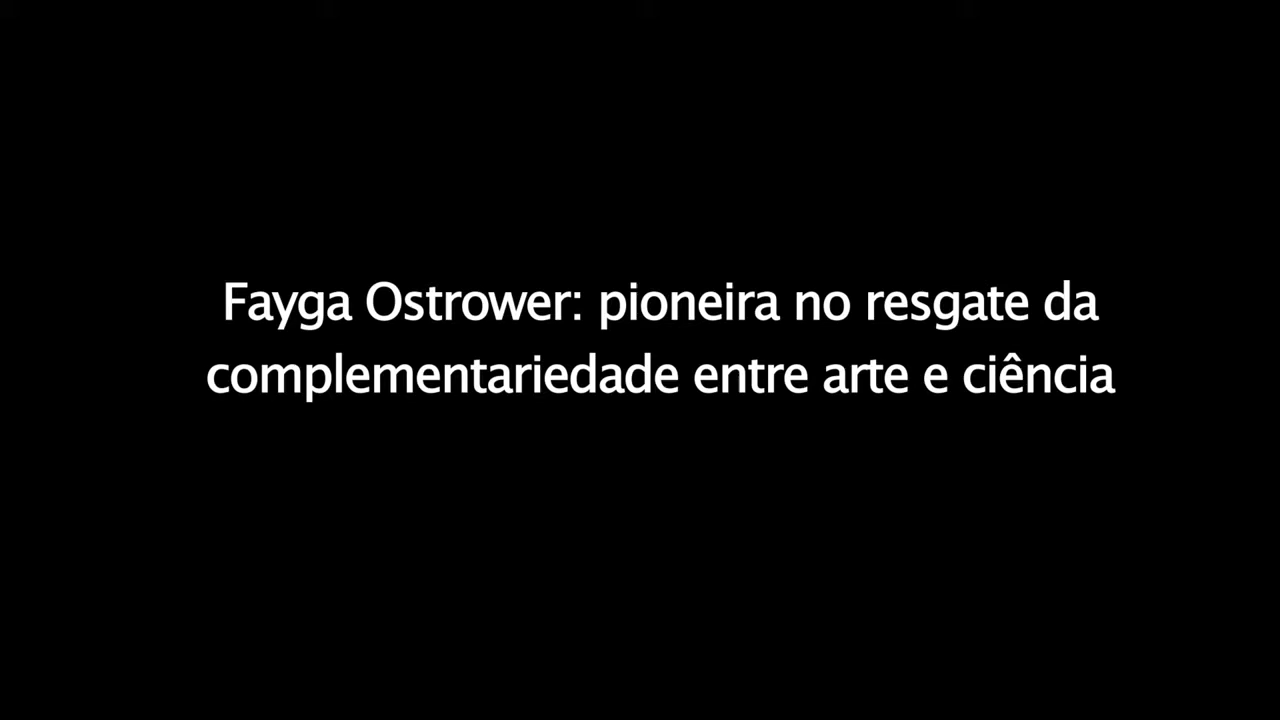 Fayga Ostrower: pioneira no resgate da
complementariedade entre arte e ciência